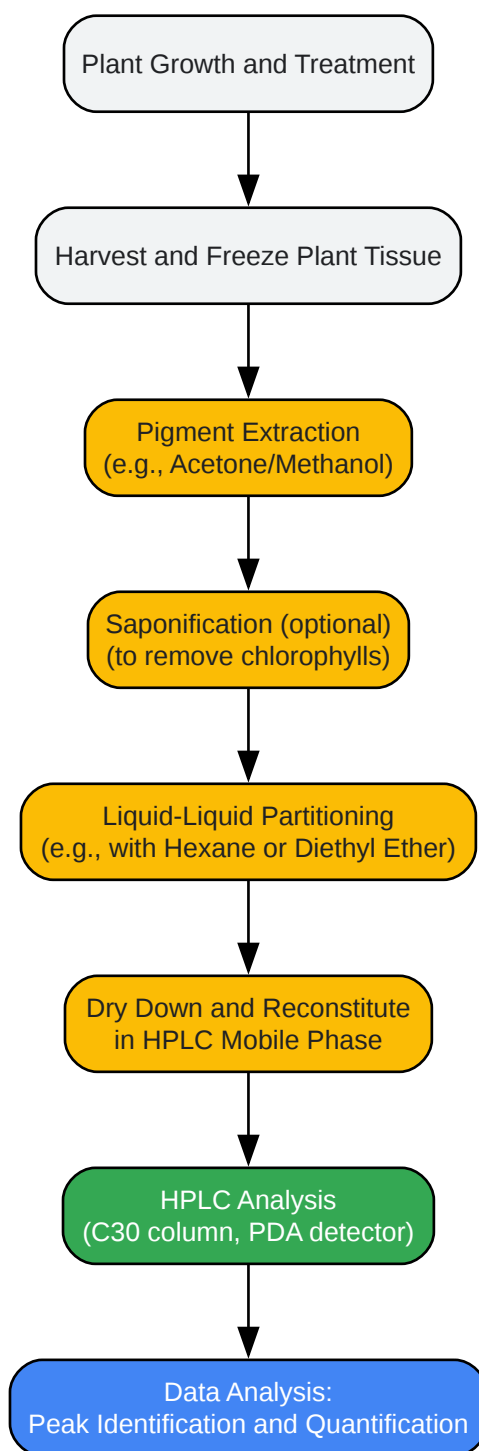 Plant Growth and Treatment
Harvest and Freeze Plant Tissue
Pigment Extraction
(e.g., Acetone/Methanol)
Saponification (optional)
(to remove chlorophylls)
Liquid-Liquid Partitioning
(e.g., with Hexane or Diethyl Ether)
Dry Down and Reconstitute
in HPLC Mobile Phase
HPLC Analysis
(C30 column, PDA detector)
Data Analysis:
Peak Identification and Quantification